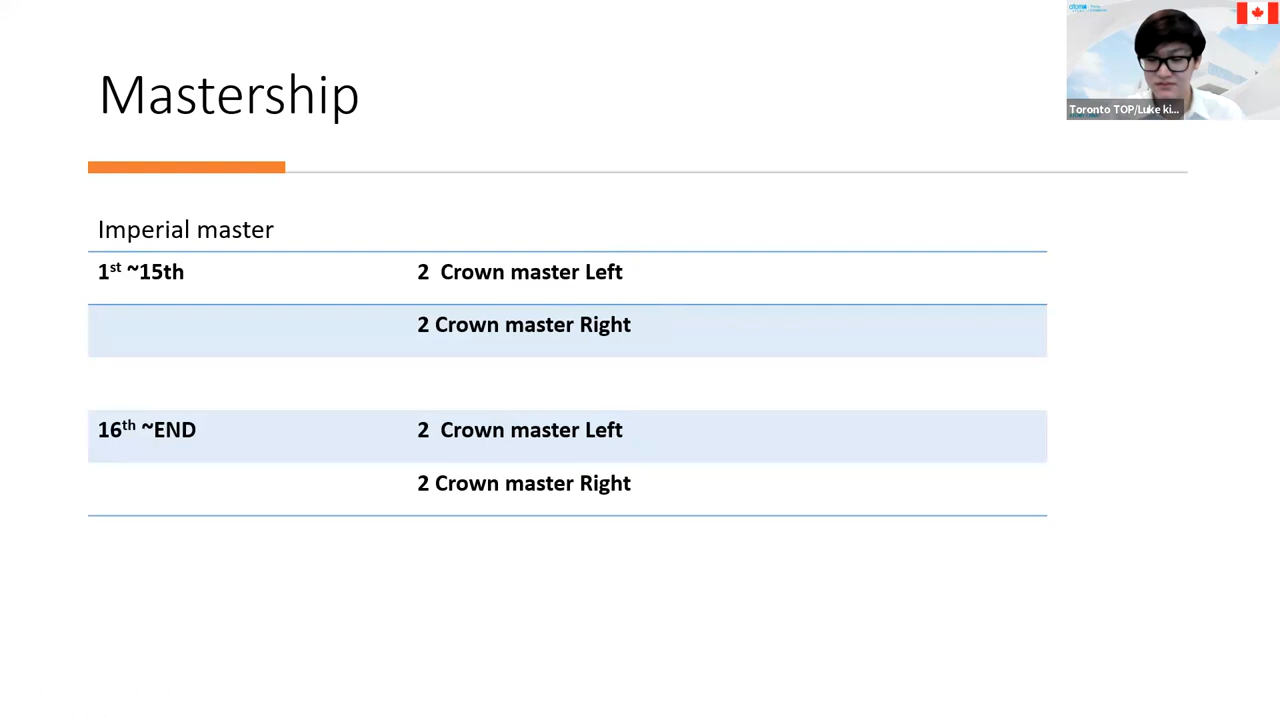 Mastership
atomy
Toronto TOP/Luke ki...
Imperial master
1st ~15th 2 Crown master Left
2 Crown master Right
16th ~END 2 Crown master Left
2 Crown master Right